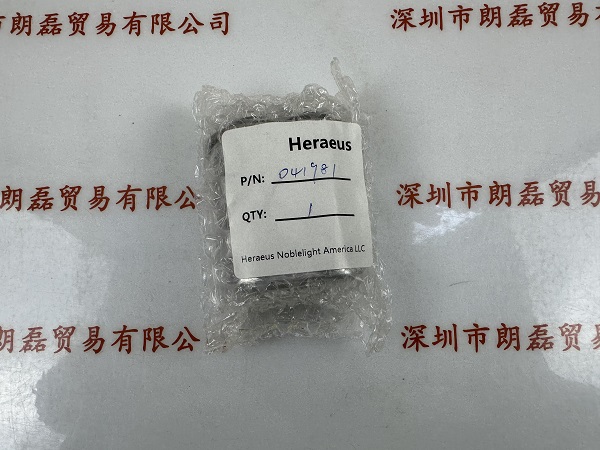 朗磊贸易有限公司
深圳市朗磊贸易
Heraeus
P/N: 041781
QTY: 1
Heraeus Noblelight America LLC
朗磊贸易有限公
深圳市朗磊贸易
朗磊贸易有限公
深圳市朗磊贸易